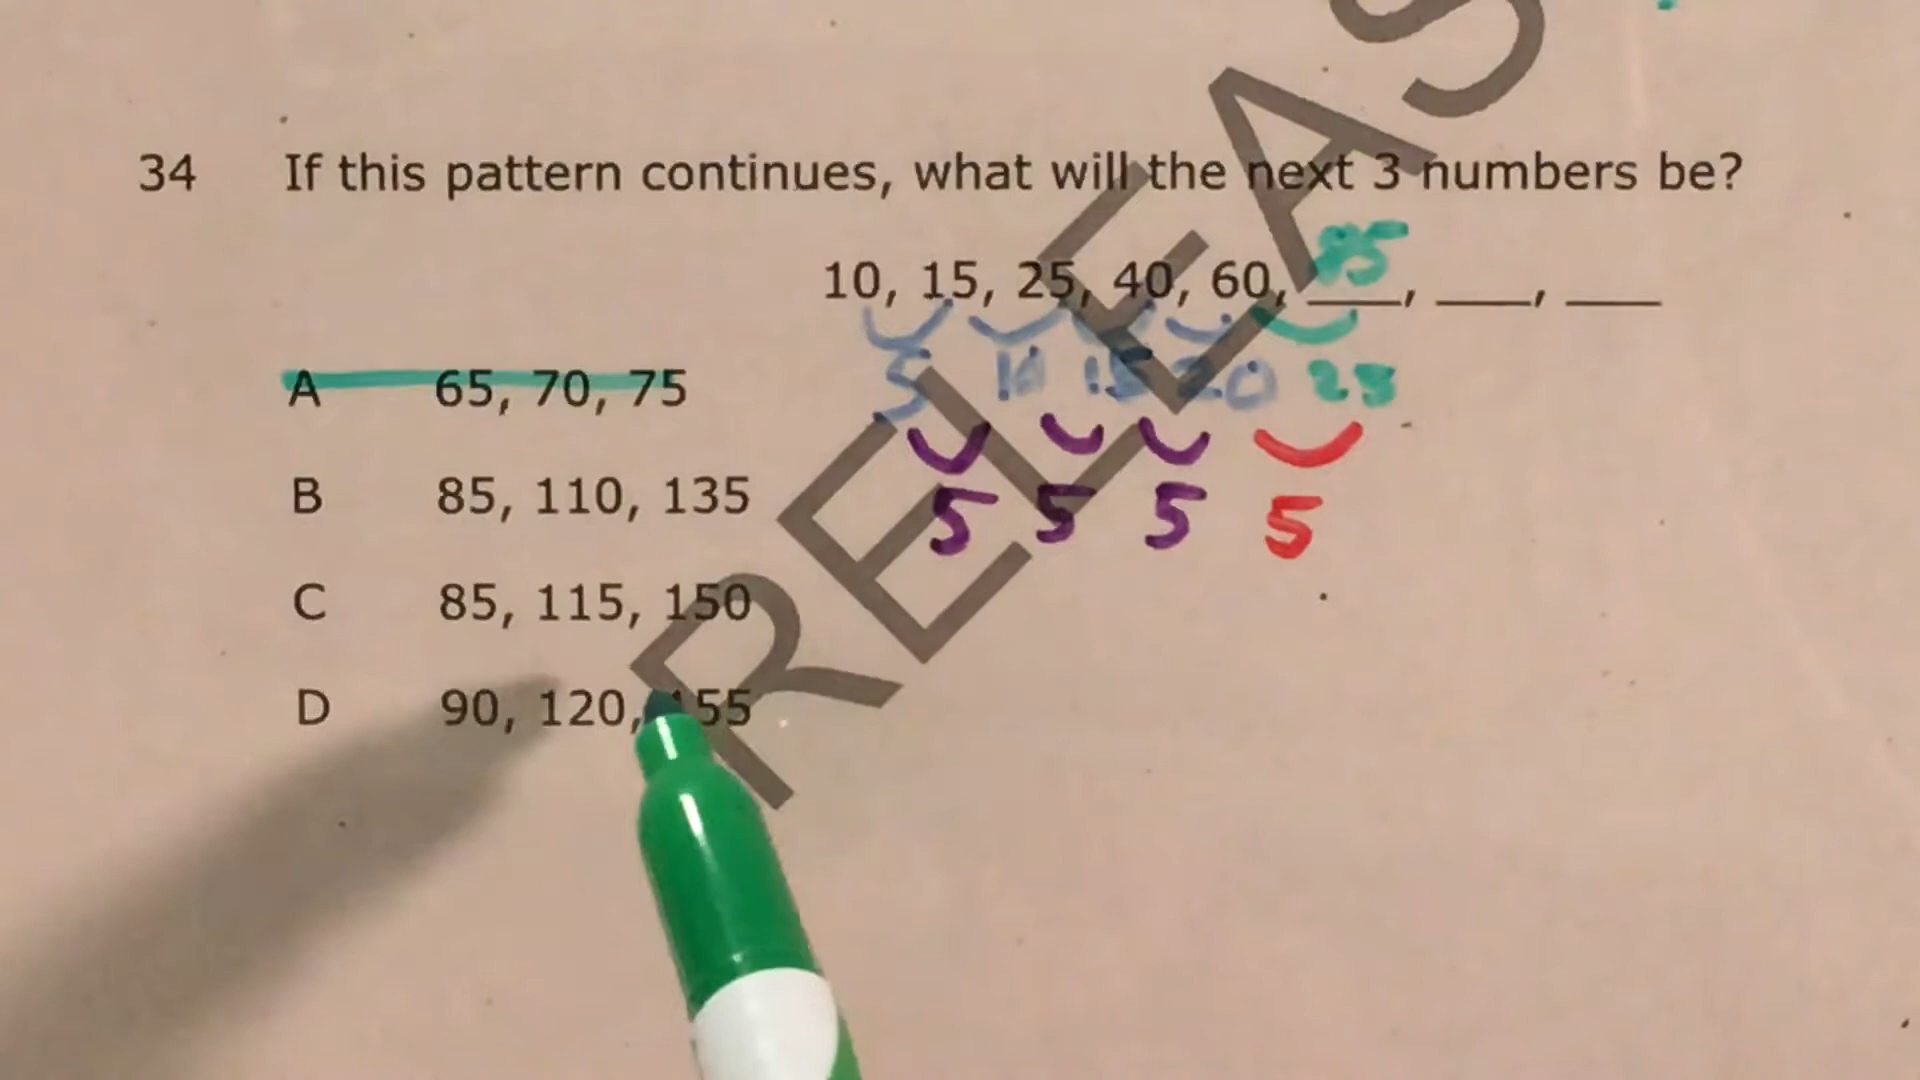 34 If this pattern continues, what will the next 3 numbers be?
85
10, 15, 25, 40, 60, ___, ___, ___
5 10 15 20 25
A 65, 70, 75
5 5 5 5
B 85, 110, 135
C 85, 115, 150
D 90, 120, 155
RELEAS